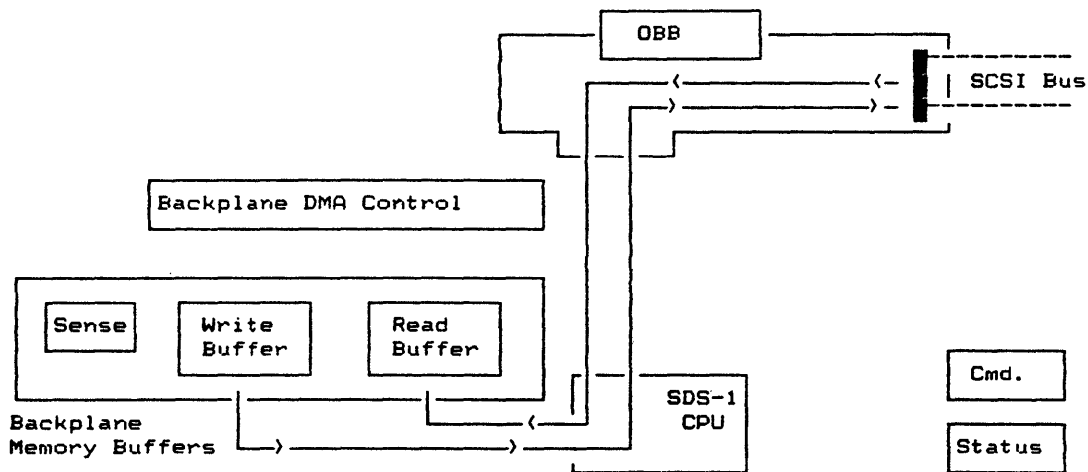 OBB
SCSI Bus
Backplane DMA Control
Sense
Write
Buffer
Read
Buffer
SDS-1
CPU
Cmd.
Status
Backplane
Memory Buffers